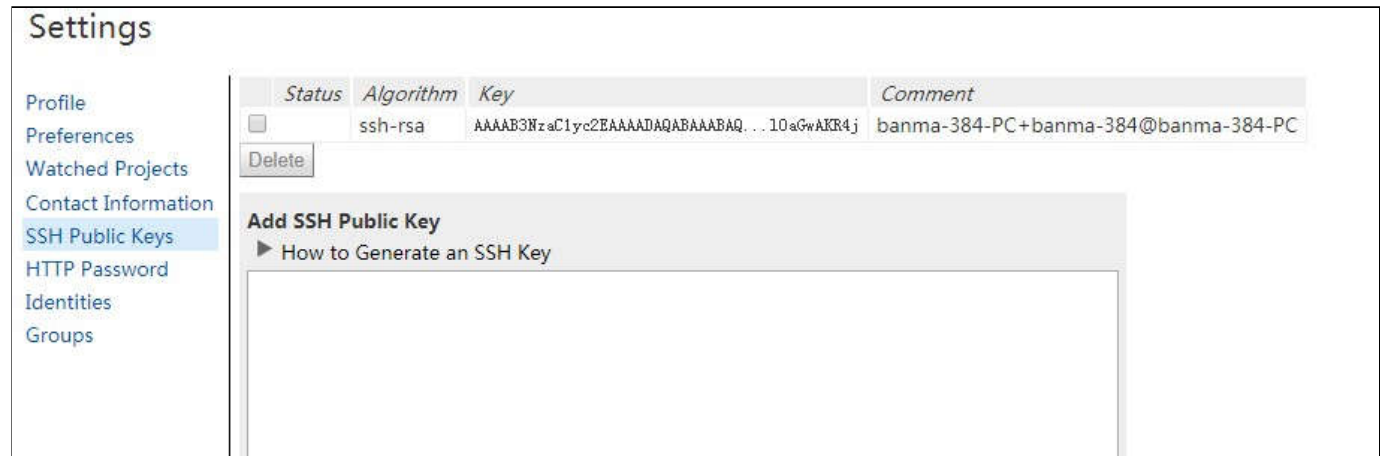 Settings
Profile
Preferences
Watched Projects
Contact Information
SSH Public Keys
HTTP Password
Identities
Groups
Status Algorithm Key Comment
ssh-rsa AAAAB3NzaC1yc2EAAAADAQABAAABAQ...lOaGwAKR4j banma-384-PC+banma-384@banma-384-PC
Delete
Add SSH Public Key
How to Generate an SSH Key